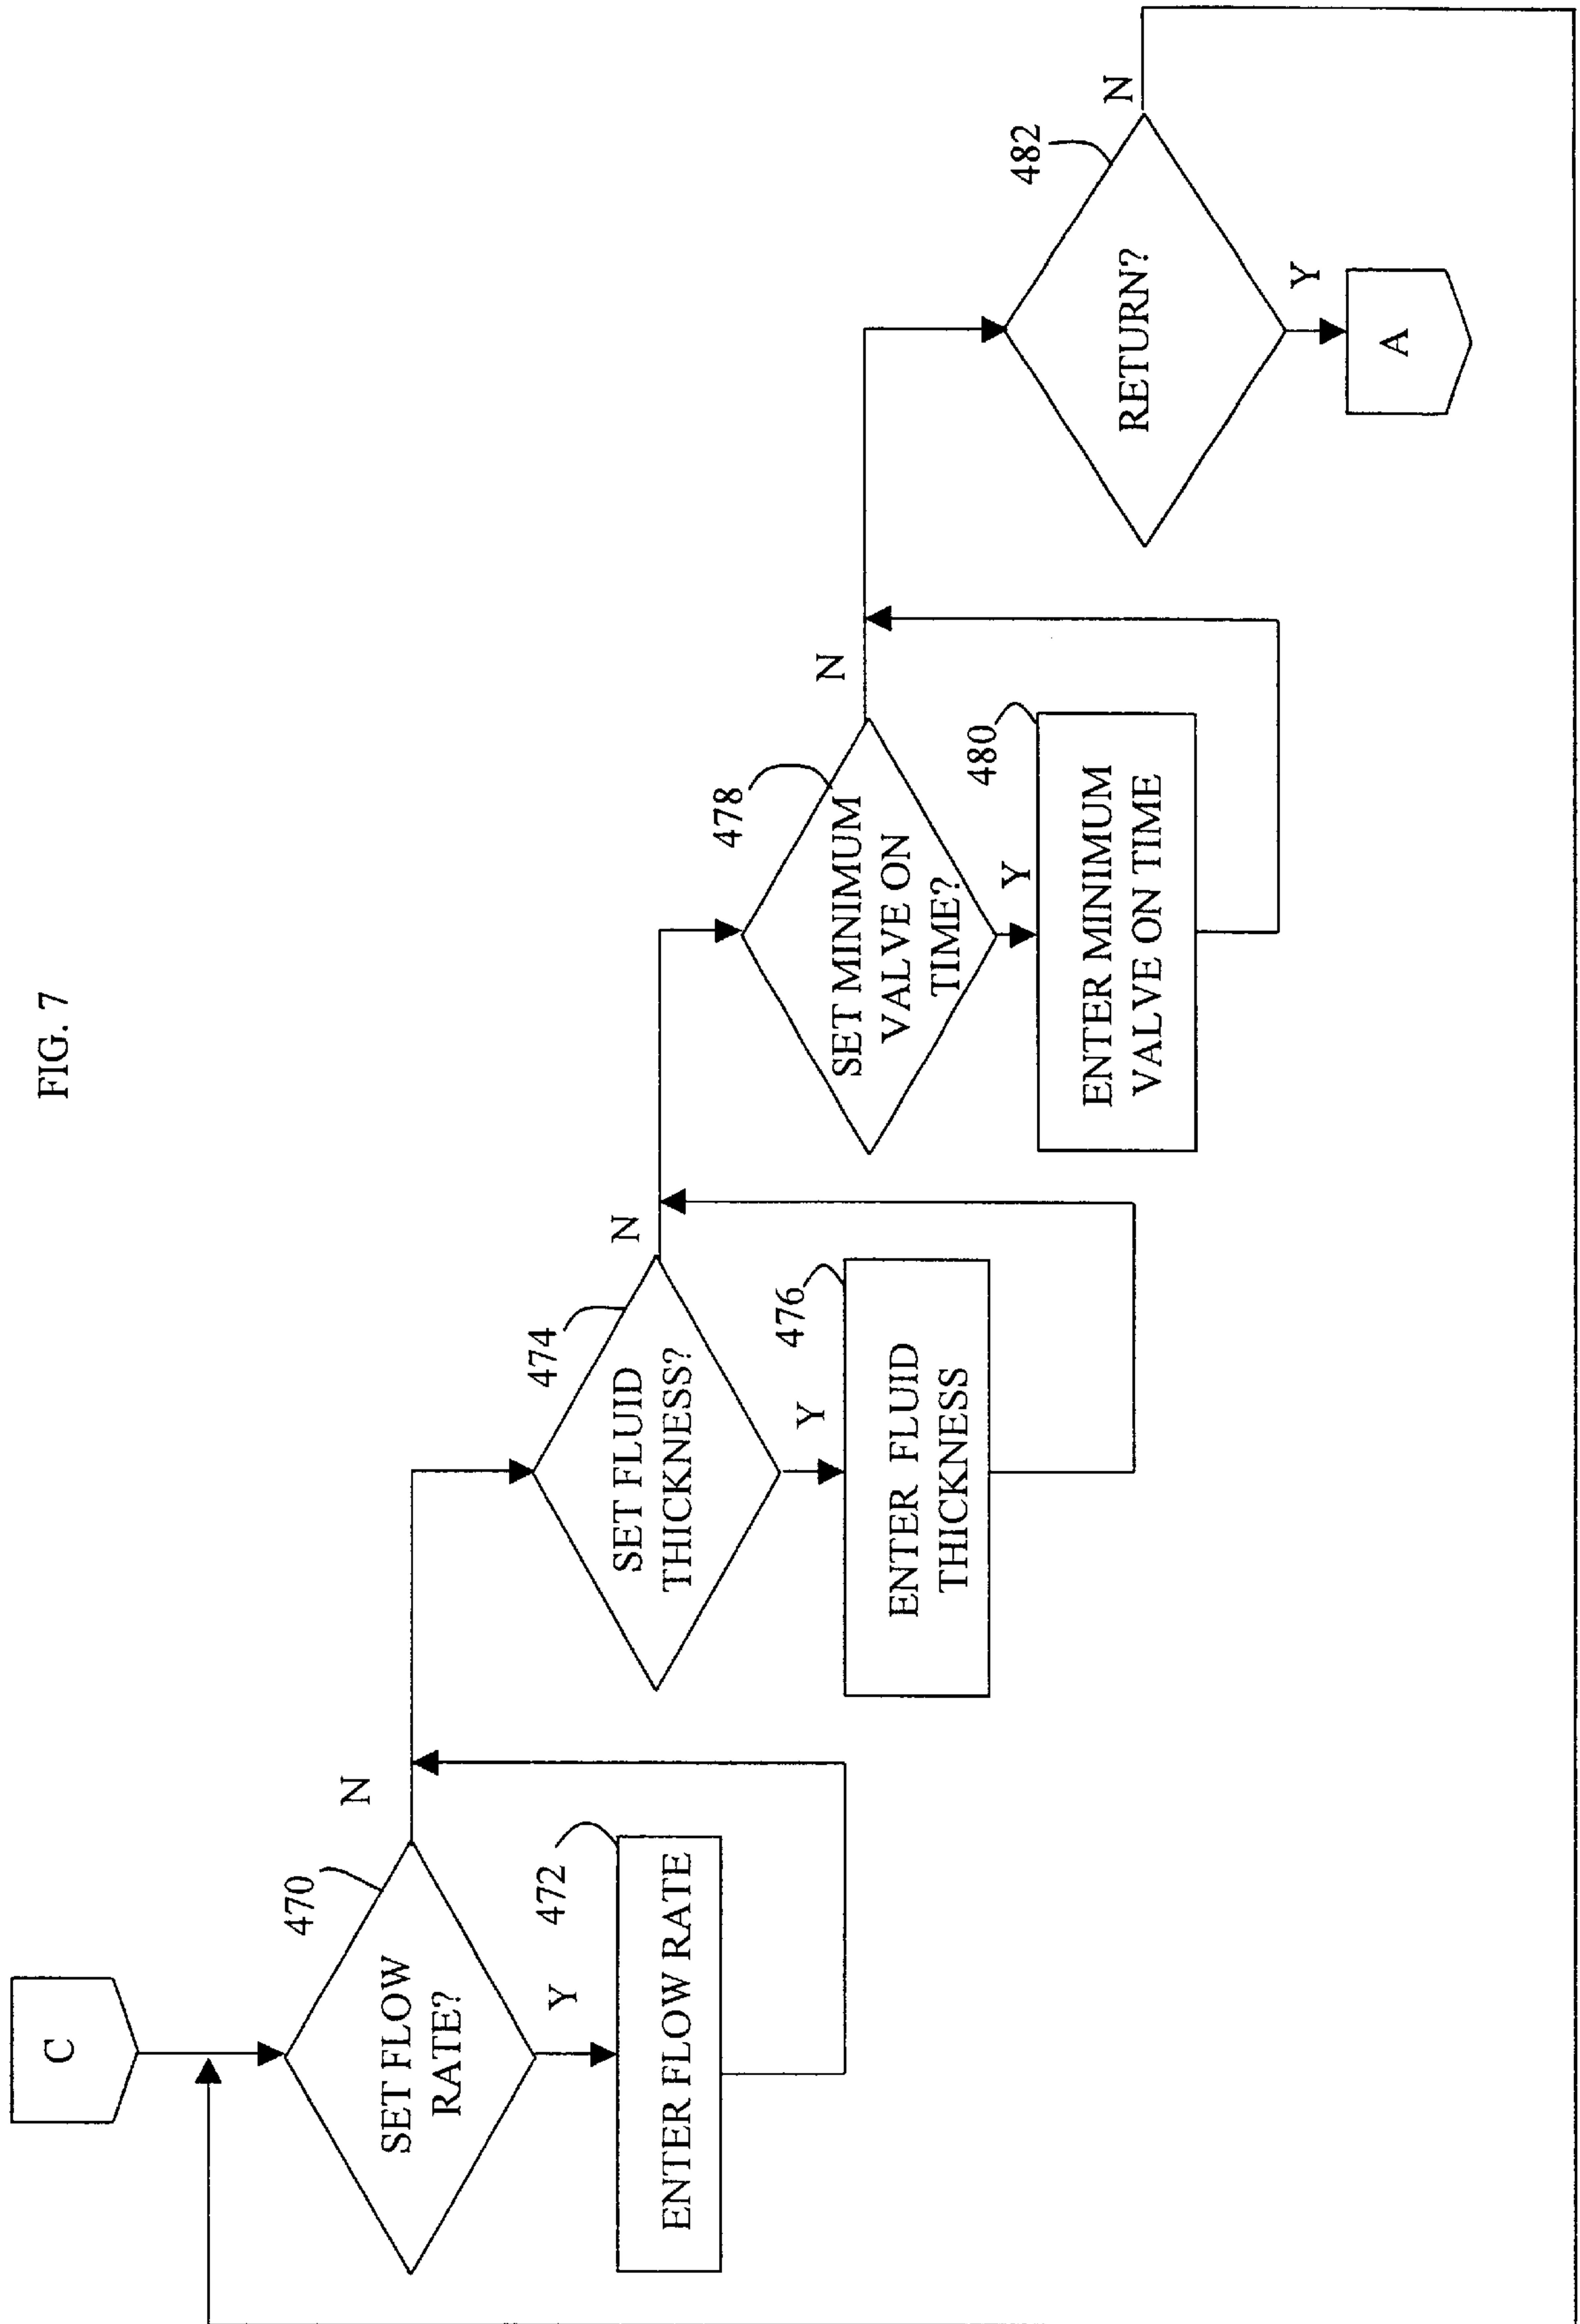 FIG. 7
C
470
SET FLOW
RATE?
N
Y
472
ENTER FLOW RATE
474
SET FLUID
THICKNESS?
N
Y
476
ENTER FLUID
THICKNESS
478
SET MINIMUM
VALVE ON
TIME?
N
Y
480
ENTER MINIMUM
VALVE ON TIME
482
RETURN?
N
Y
A